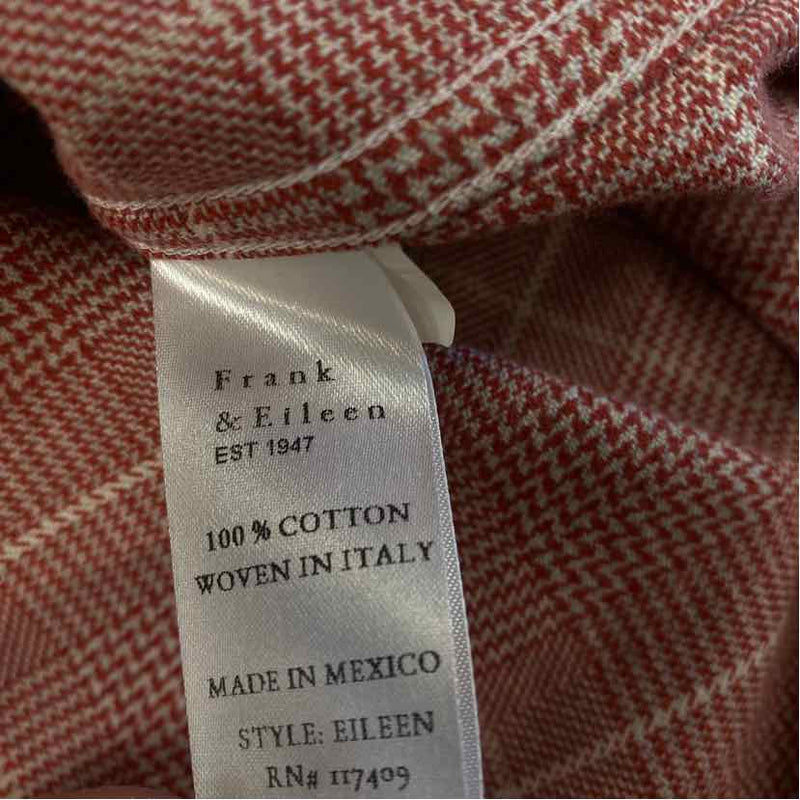 Frank
& Eileen
EST 1947
100% COTTON
WOVEN IN ITALY
MADE IN MEXICO
STYLE: EILEEN
RN# 117409